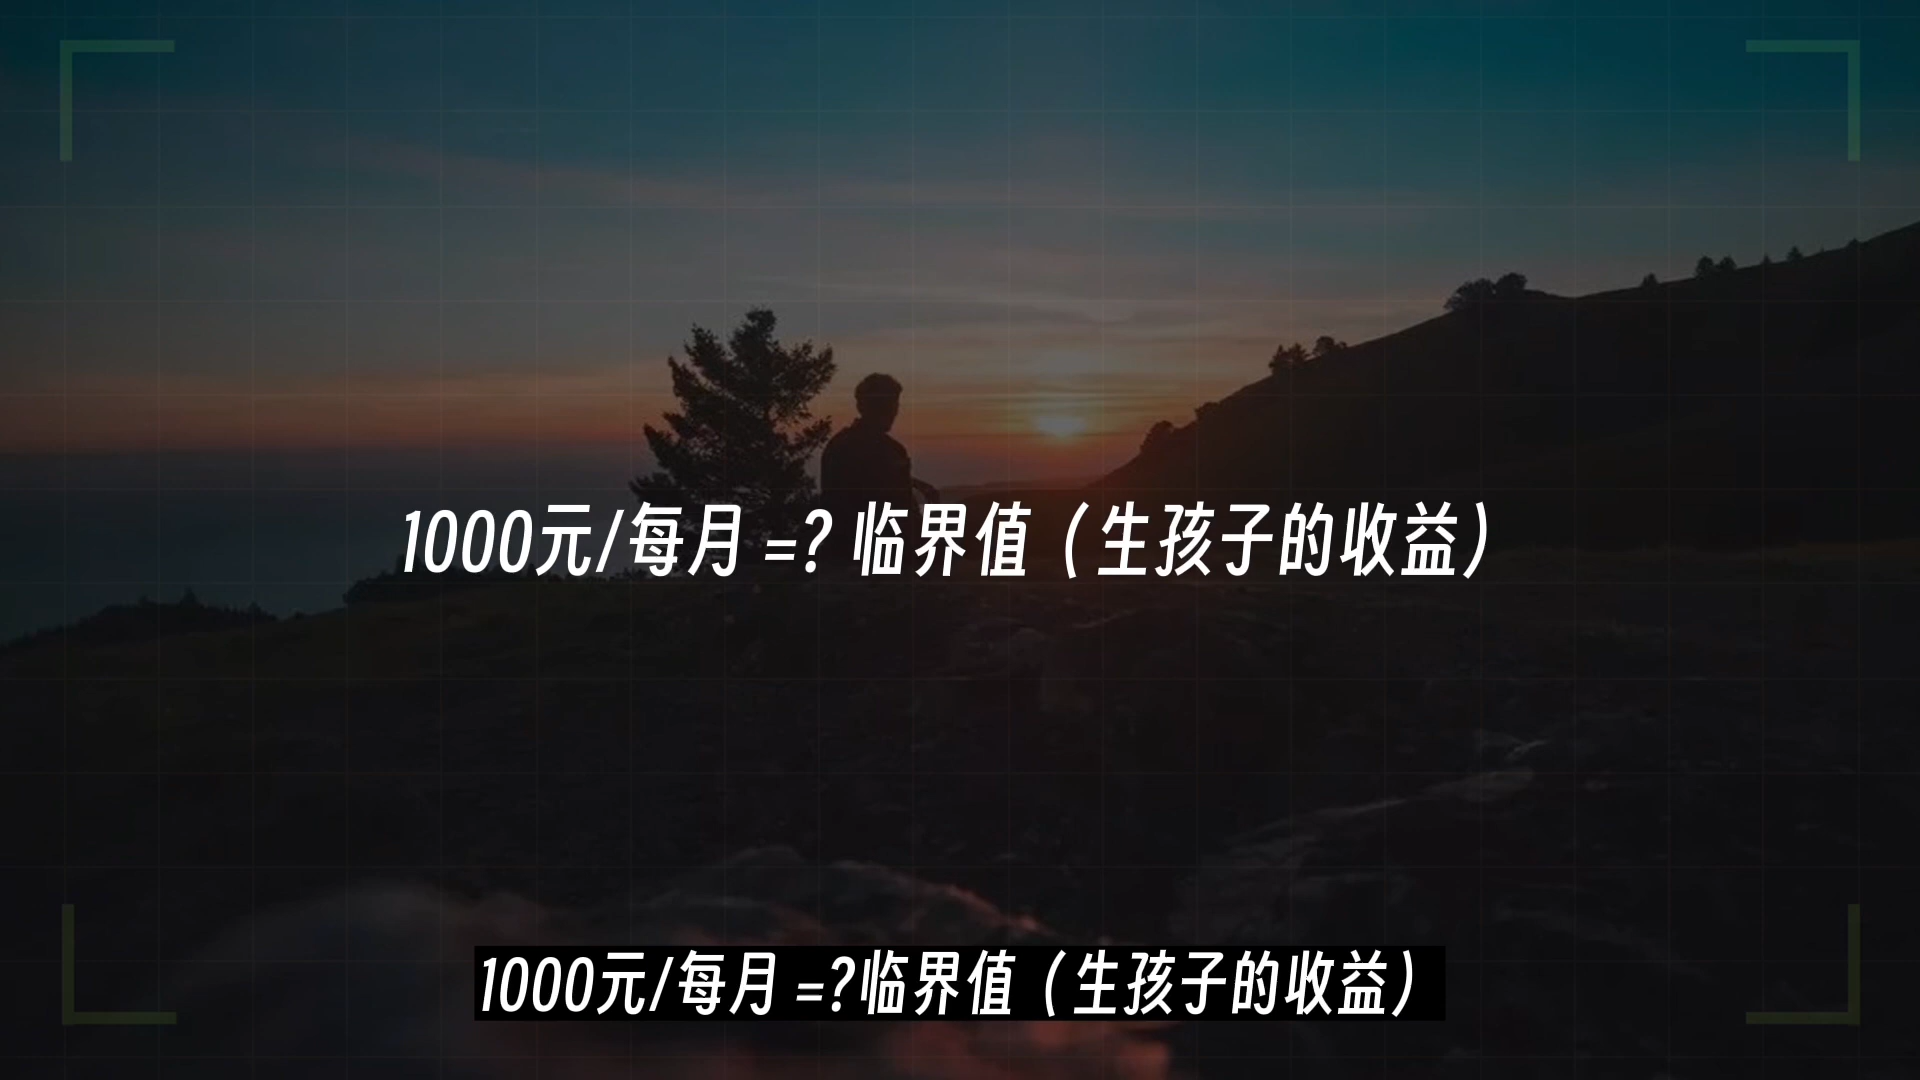 1000元/每月 =? 临界值（生孩子的收益）
1000元/每月 =?临界值（生孩子的收益）